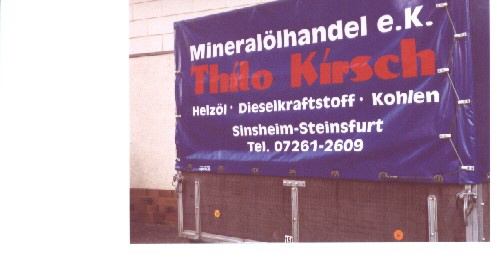 Mineralölhandel e.K.
Thilo Kirsch
Heizöl · Dieselkraftstoff · Kohlen
Sinsheim-Steinsfurt
Tel. 07261-2609